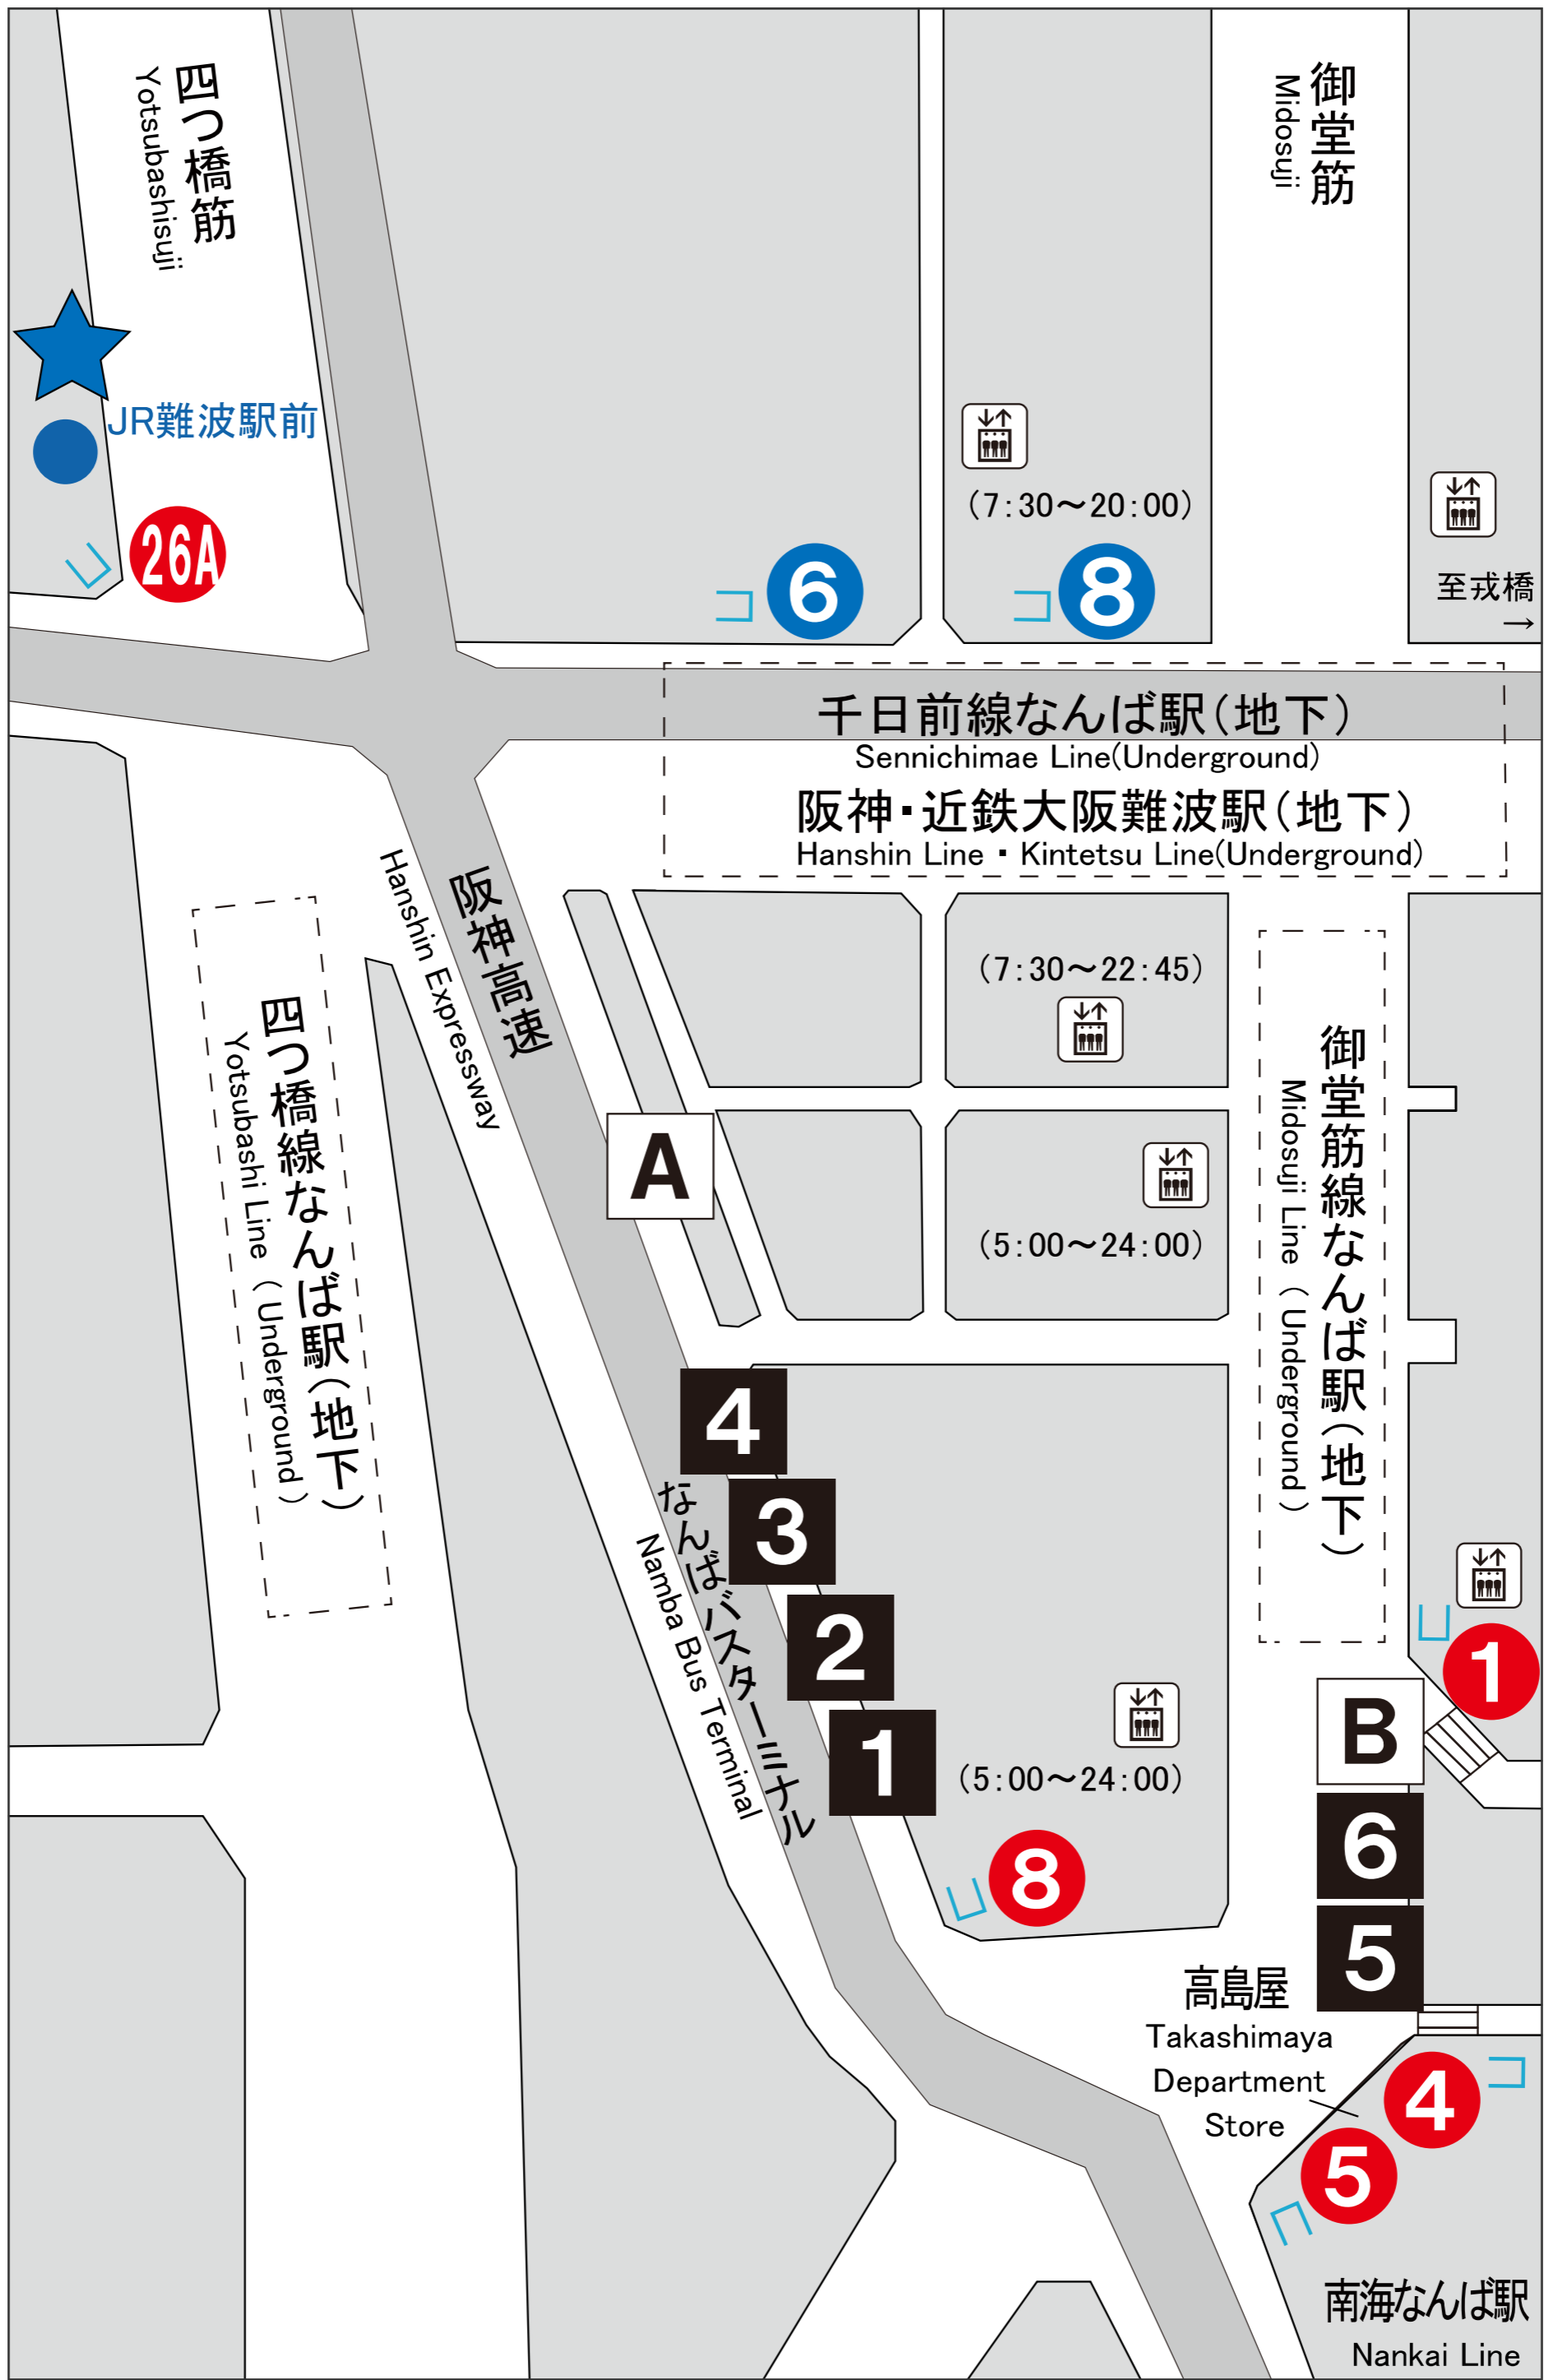 四つ橋筋
Yotsubashisuji
御堂筋
Midosuji
JR難波駅前
26A
(7:30～20:00)
6
8
至戎橋
→
千日前線なんば駅(地下)
Sennichimae Line(Underground)
阪神・近鉄大阪難波駅(地下)
Hanshin Line・Kintetsu Line(Underground)
阪神高速
Hanshin Expressway
四つ橋線なんば駅(地下)
Yotsubashi Line (Underground)
(7:30～22:45)
A
(5:00～24:00)
御堂筋線なんば駅(地下)
Midosuji Line (Underground)
4
3
2
1
なんばバスターミナル
Namba Bus Terminal
(5:00～24:00)
8
1
B
6
5
高島屋
Takashimaya
Department
Store
4
5
南海なんば駅
Nankai Line